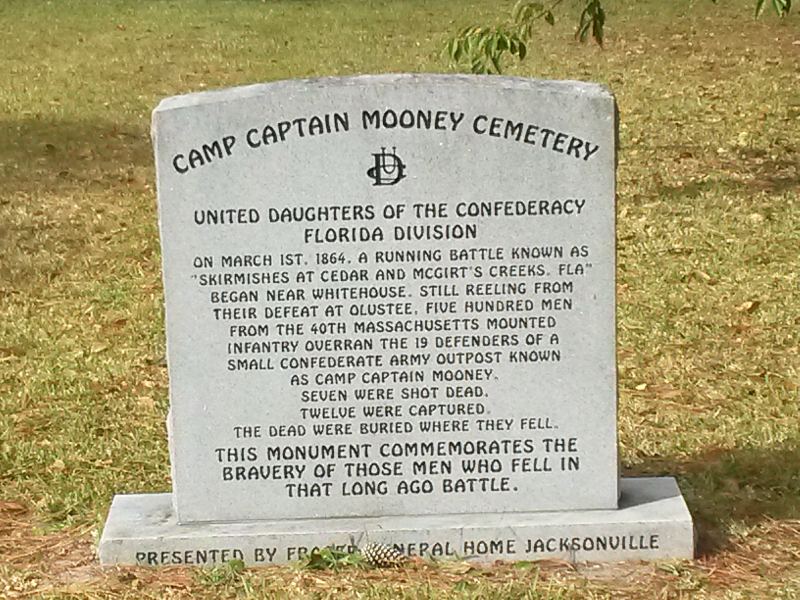 CAMP CAPTAIN MOONEY CEMETERY
UDC
UNITED DAUGHTERS OF THE CONFEDERACY
FLORIDA DIVISION
ON MARCH 1ST, 1864, A RUNNING BATTLE KNOWN AS
"SKIRMISHES AT CEDAR AND MCGIRT'S CREEKS, FLA"
BEGAN NEAR WHITEHOUSE. STILL REELING FROM
THEIR DEFEAT AT OLUSTEE, FIVE HUNDRED MEN
FROM THE 40TH MASSACHUSETTS MOUNTED
INFANTRY OVERRAN THE 19 DEFENDERS OF A
SMALL CONFEDERATE ARMY OUTPOST KNOWN
AS CAMP CAPTAIN MOONEY.
SEVEN WERE SHOT DEAD.
TWELVE WERE CAPTURED.
THE DEAD WERE BURIED WHERE THEY FELL.
THIS MONUMENT COMMEMORATES THE
BRAVERY OF THOSE MEN WHO FELL IN
THAT LONG AGO BATTLE.
PRESENTED BY HOME JACKSONVILLE